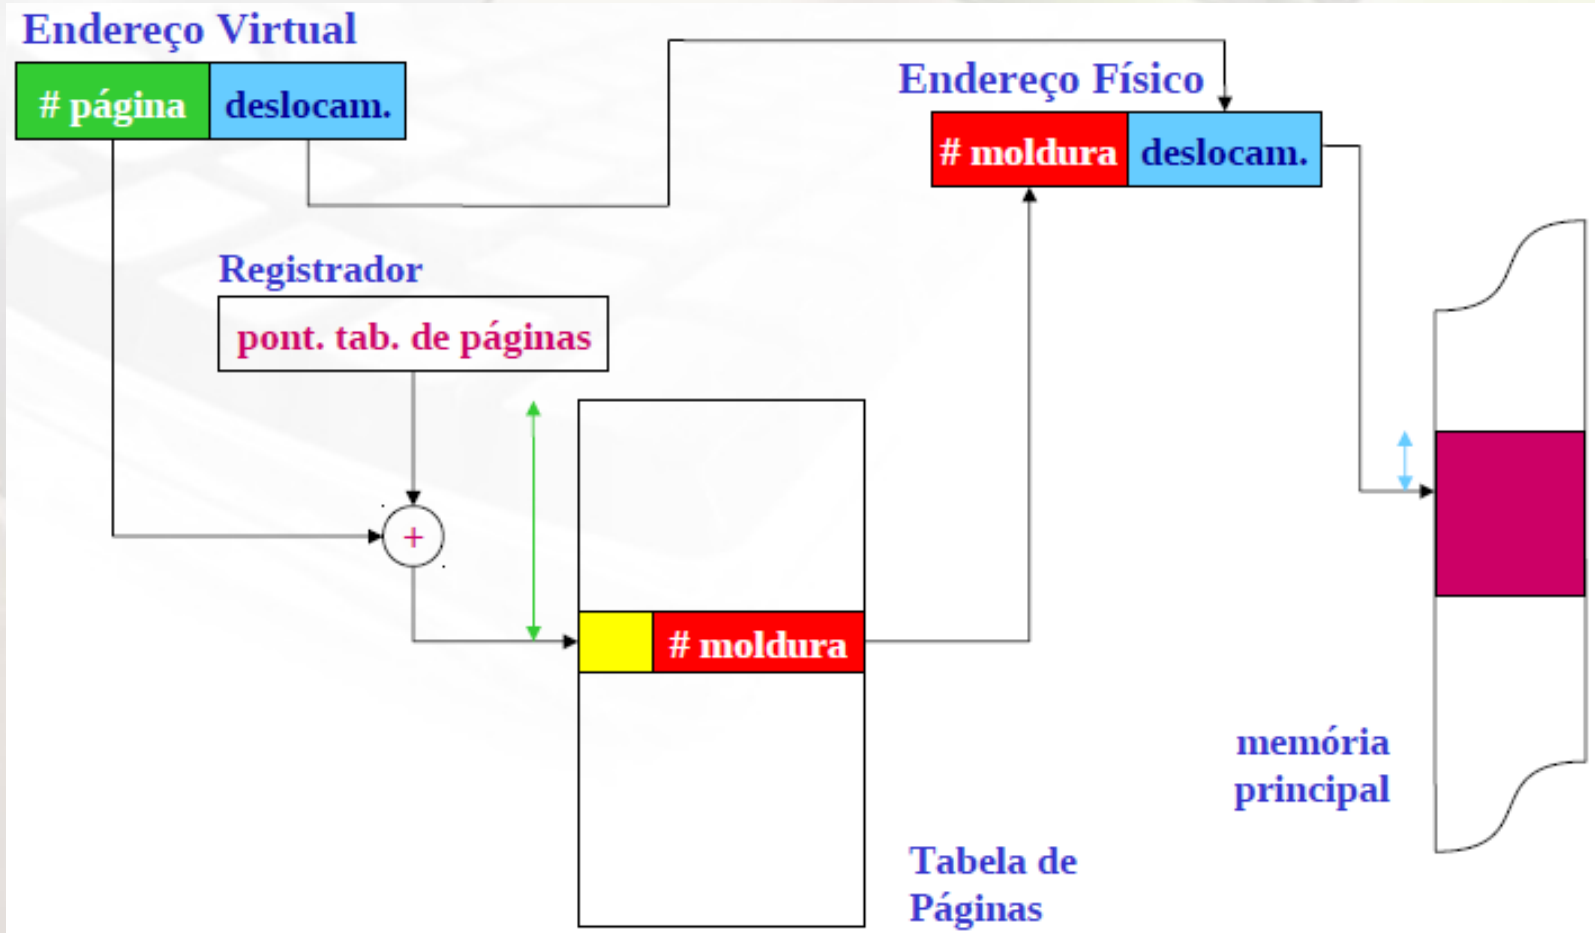 Endereço Virtual
# página deslocam.
Endereço Físico
# moldura deslocam.
Registrador
pont. tab. de páginas
+
# moldura
memória
principal
Tabela de
Páginas